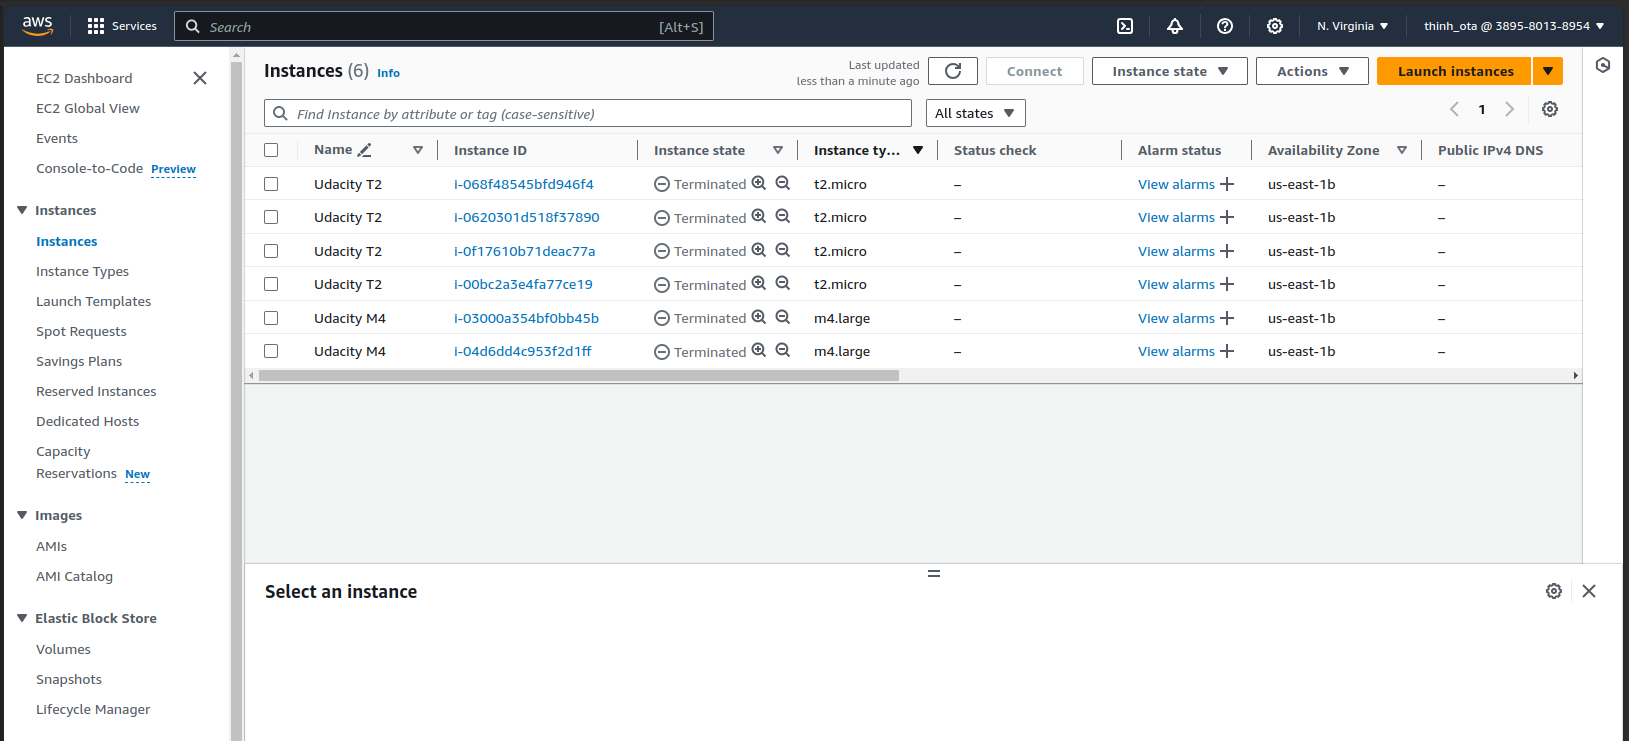 aws
Services
Search
[Alt+S]
N. Virginia
thinh_ota @ 3895-8013-8954
EC2 Dashboard
EC2 Global View
Events
Console-to-Code Preview
Instances
Instances
Instance Types
Launch Templates
Spot Requests
Savings Plans
Reserved Instances
Dedicated Hosts
Capacity
Reservations New
Images
AMIs
AMI Catalog
Elastic Block Store
Volumes
Snapshots
Lifecycle Manager
Instances (6) Info
Last updated
less than a minute ago
Connect
Instance state
Actions
Launch instances
Find Instance by attribute or tag (case-sensitive)
All states
1
Name Instance ID Instance state Instance ty... Status check Alarm status Availability Zone Public IPv4 DNS
Udacity T2 i-068f48545bfd946f4 Terminated t2.micro – View alarms + us-east-1b –
Udacity T2 i-0620301d518f37890 Terminated t2.micro – View alarms + us-east-1b –
Udacity T2 i-0f17610b71deac77a Terminated t2.micro – View alarms + us-east-1b –
Udacity T2 i-00bc2a3e4fa77ce19 Terminated t2.micro – View alarms + us-east-1b –
Udacity M4 i-03000a354bf0bb45b Terminated m4.large – View alarms + us-east-1b –
Udacity M4 i-04d6dd4c953f2d1ff Terminated m4.large – View alarms + us-east-1b –
Select an instance